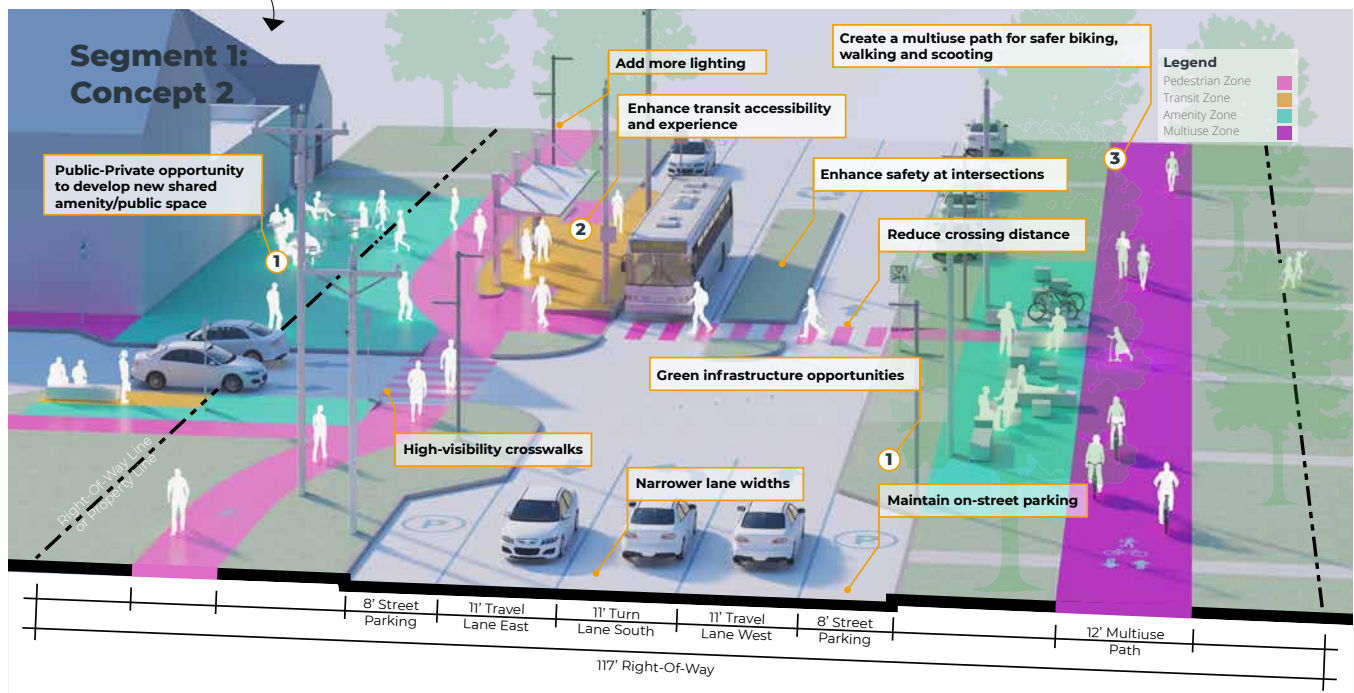 Segment 1:
Concept 2
Add more lighting
Enhance transit accessibility
and experience
Create a multiuse path for safer biking,
walking and scooting
Legend
Pedestrian Zone
Transit Zone
Amenity Zone
Multiuse Zone
Public-Private opportunity
to develop new shared
amenity/public space
Enhance safety at intersections
Reduce crossing distance
1
2
3
Green infrastructure opportunities
High-visibility crosswalks
1
Narrower lane widths
Maintain on-street parking
Right-Of-Way Line
or Property Line
P
P
8' Street
Parking
11' Travel
Lane East
11' Turn
Lane South
11' Travel
Lane West
8' Street
Parking
12' Multiuse
Path
117' Right-Of-Way